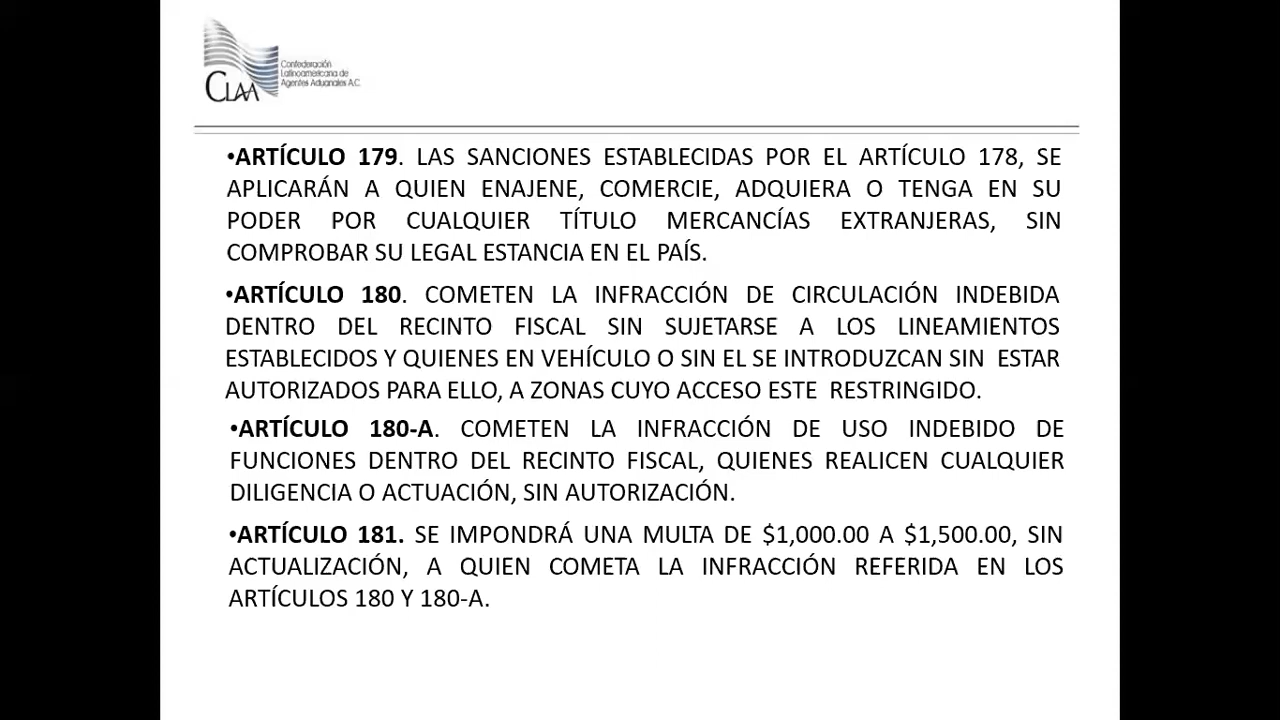 CLAA
Confederación
Latinoamericana de
Agentes Aduanales A.C.
•ARTÍCULO 179. LAS SANCIONES ESTABLECIDAS POR EL ARTÍCULO 178, SE
APLICARÁN A QUIEN ENAJENE, COMERCIE, ADQUIERA O TENGA EN SU
PODER POR CUALQUIER TÍTULO MERCANCÍAS EXTRANJERAS, SIN
COMPROBAR SU LEGAL ESTANCIA EN EL PAÍS.
•ARTÍCULO 180. COMETEN LA INFRACCIÓN DE CIRCULACIÓN INDEBIDA
DENTRO DEL RECINTO FISCAL SIN SUJETARSE A LOS LINEAMIENTOS
ESTABLECIDOS Y QUIENES EN VEHÍCULO O SIN EL SE INTRODUZCAN SIN ESTAR
AUTORIZADOS PARA ELLO, A ZONAS CUYO ACCESO ESTE RESTRINGIDO.
•ARTÍCULO 180-A. COMETEN LA INFRACCIÓN DE USO INDEBIDO DE
FUNCIONES DENTRO DEL RECINTO FISCAL, QUIENES REALICEN CUALQUIER
DILIGENCIA O ACTUACIÓN, SIN AUTORIZACIÓN.
•ARTÍCULO 181. SE IMPONDRÁ UNA MULTA DE $1,000.00 A $1,500.00, SIN
ACTUALIZACIÓN, A QUIEN COMETA LA INFRACCIÓN REFERIDA EN LOS
ARTÍCULOS 180 Y 180-A.